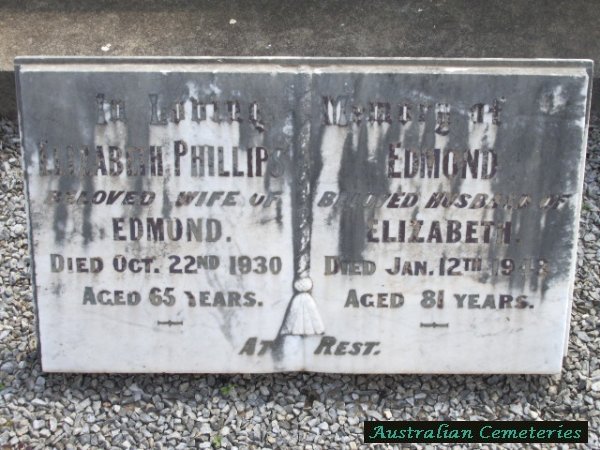 In Loving Memory of
ELIZABETH PHILLIPS
BELOVED WIFE OF
EDMOND.
DIED OCT. 22ND 1930
AGED 65 YEARS.
EDMOND
BELOVED HUSBAND OF
ELIZABETH.
DIED JAN. 12TH
AGED 81 YEARS.
AT REST.
Australian Cemeteries